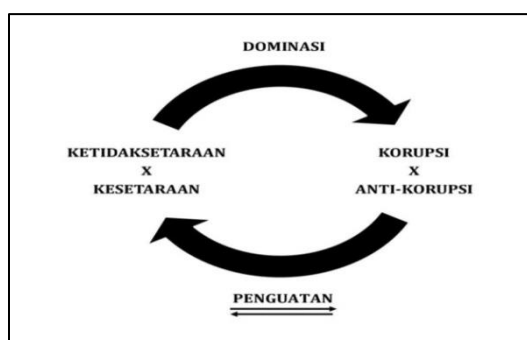 DOMINASI
KETIDAKSETARAAN
X
KESETARAAN
KORUPSI
X
ANTI-KORUPSI
PENGUATAN